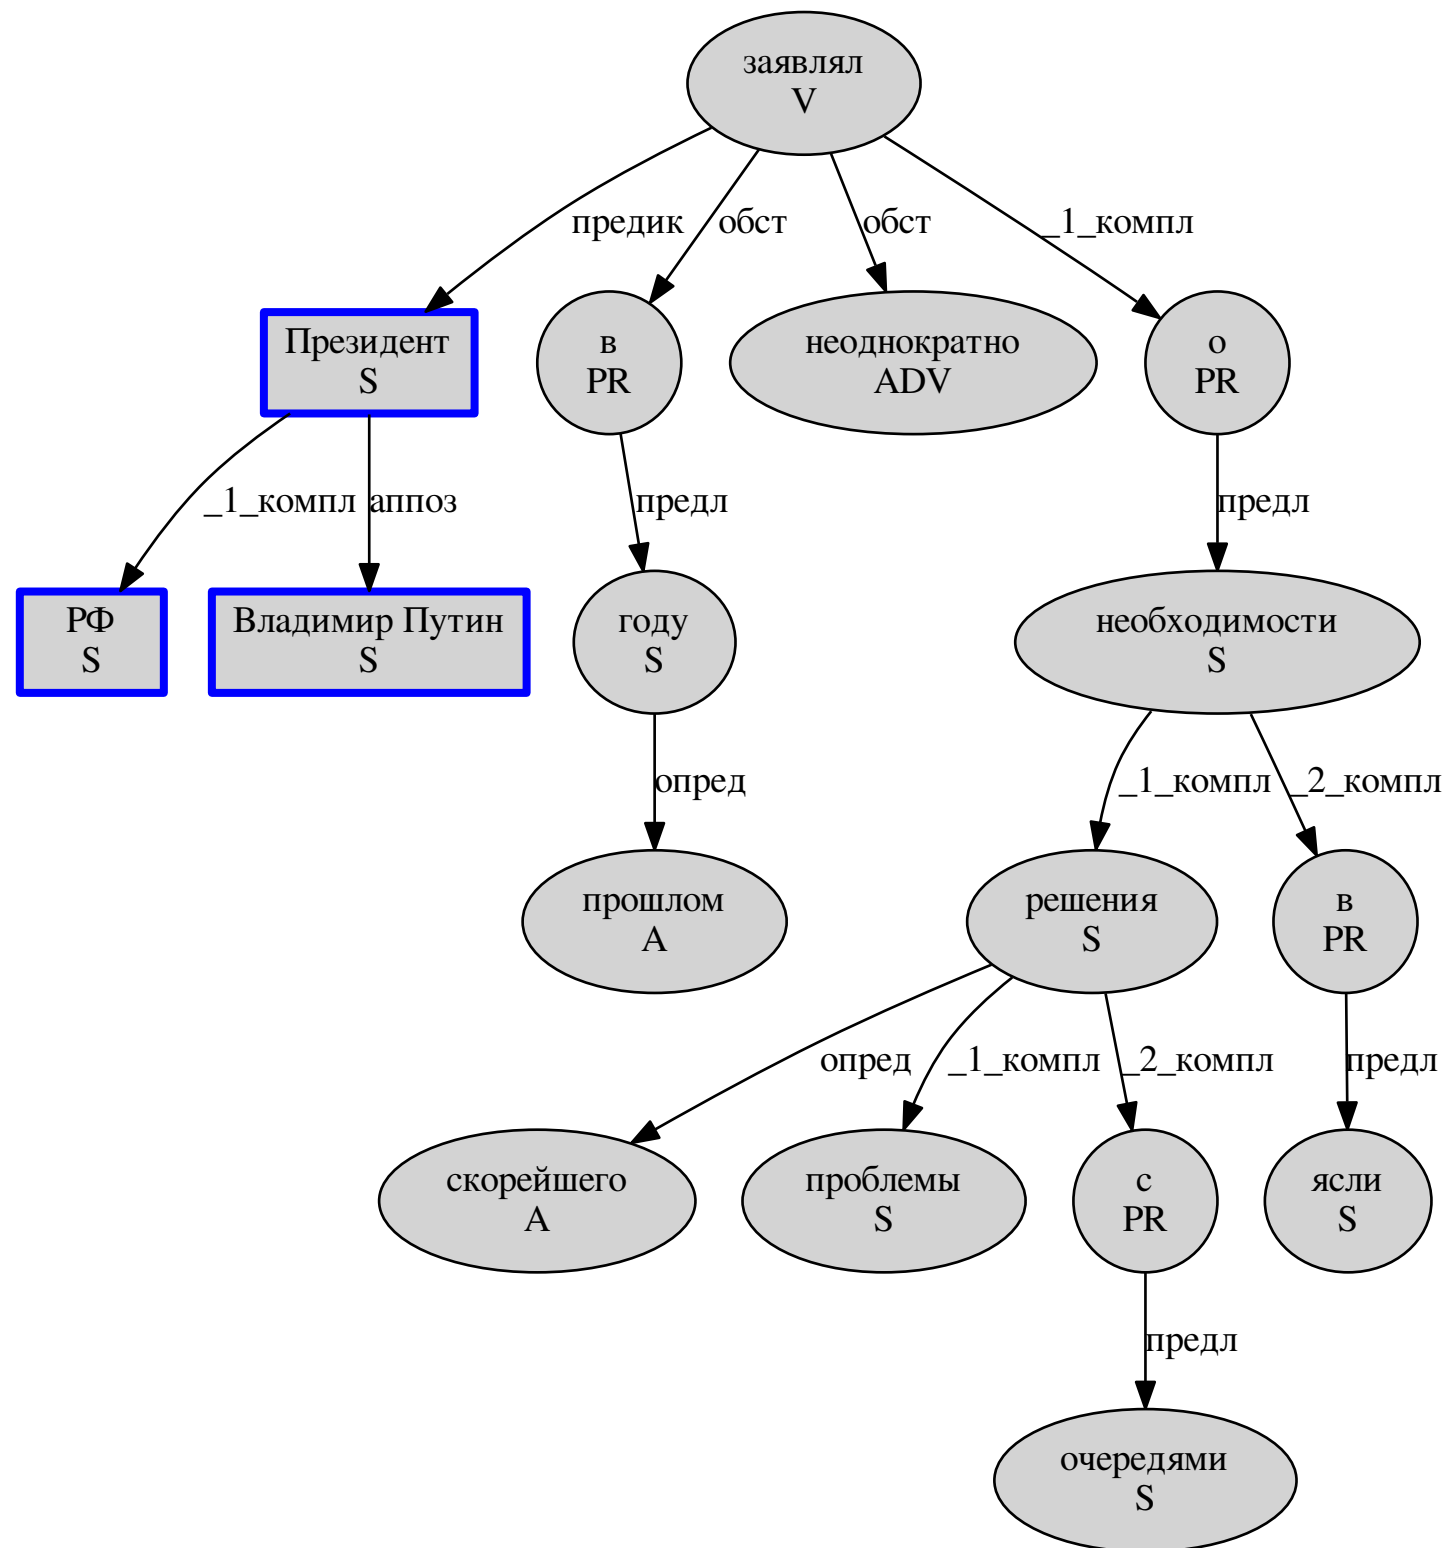 заявлял
V
предик
обст
обст
_1_компл
Президент
S
в
PR
неоднократно
ADV
о
PR
_1_компл
аппоз
предл
предл
РФ
S
Владимир Путин
S
году
S
необходимости
S
опред
_1_компл
_2_компл
прошлом
A
решения
S
в
PR
опред
_1_компл
_2_компл
предл
скорейшего
A
проблемы
S
с
PR
ясли
S
предл
очередями
S